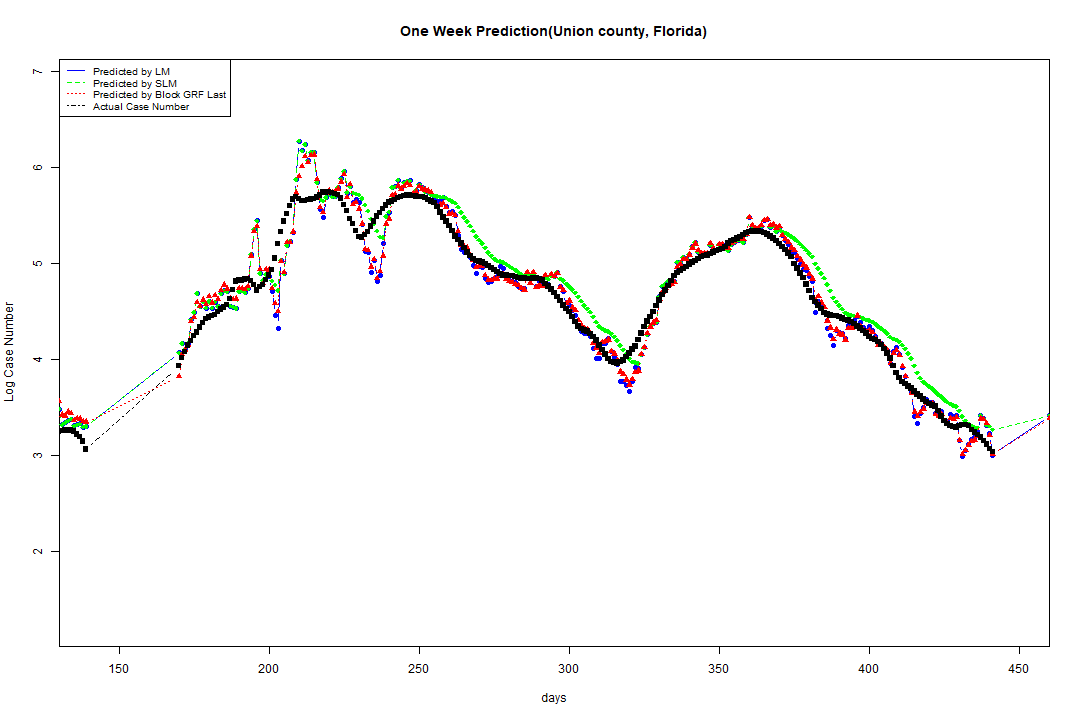 One Week Prediction(Union county, Florida)
Predicted by LM
Predicted by SLM
Predicted by Block GRF Last
Actual Case Number
7
6
5
4
3
2
Log Case Number
150 200 250 300 350 400 450
days